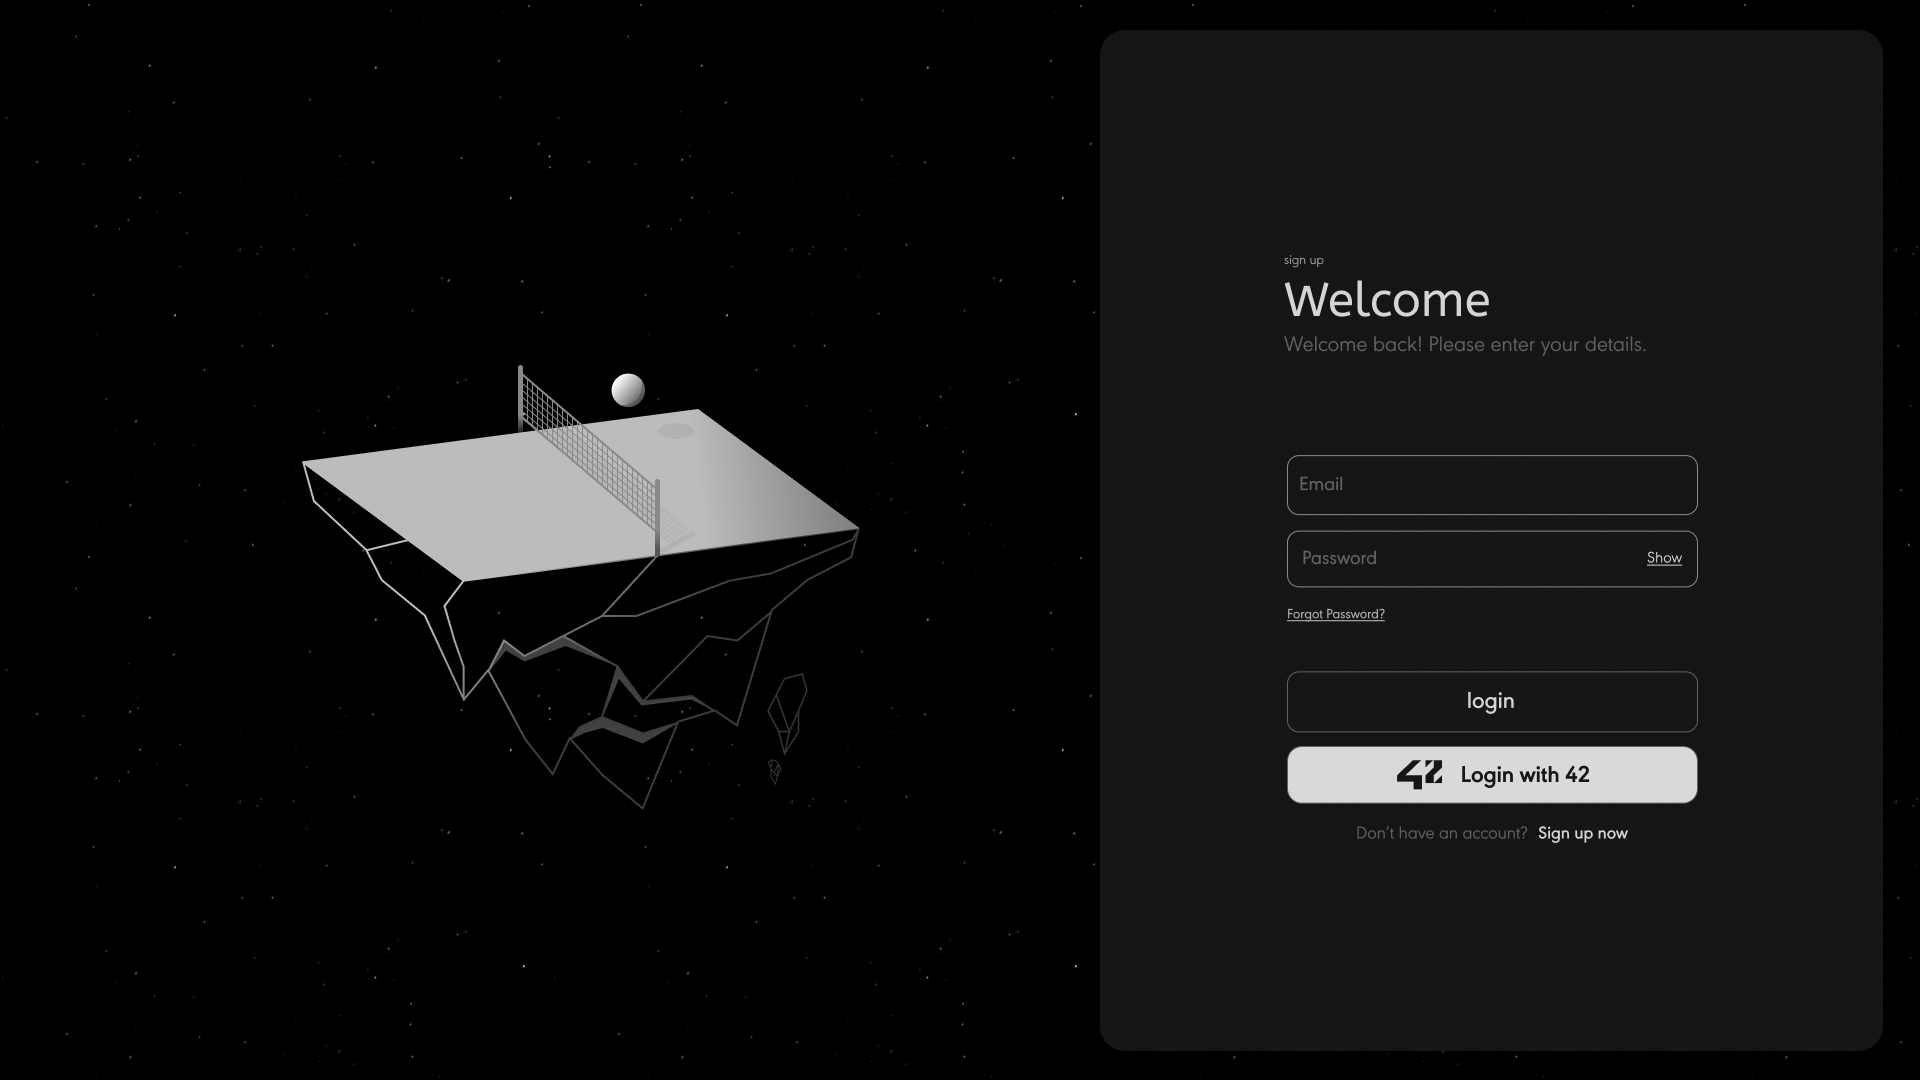 sign up
Welcome
Welcome back! Please enter your details.
Email
Password
Show
Forgot Password?
login
42 Login with 42
Don't have an account? Sign up now